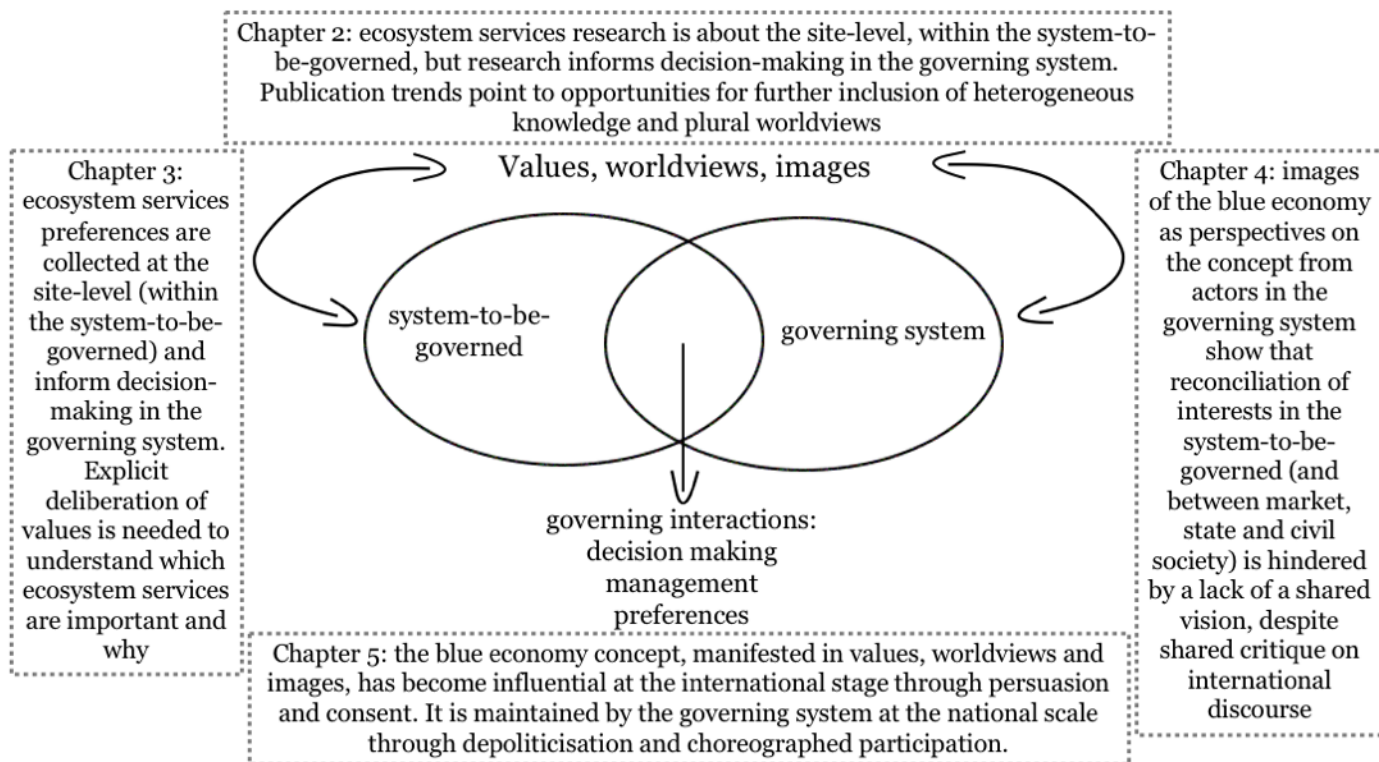 Chapter 2: ecosystem services research is about the site-level, within the system-to-
be-governed, but research informs decision-making in the governing system.
Publication trends point to opportunities for further inclusion of heterogeneous
knowledge and plural worldviews
Values, worldviews, images
Chapter 3:
ecosystem services
preferences are
collected at the
site-level (within
the system-to-be-
governed) and
inform decision-
making in the
governing system.
Explicit
deliberation of
values is needed to
understand which
ecosystem services
are important and
why
system-to-be-
governed
governing system
governing interactions:
decision making
management
preferences
Chapter 4: images
of the blue economy
as perspectives on
the concept from
actors in the
governing system
show that
reconciliation of
interests in the
system-to-be-
governed (and
between market,
state and civil
society) is hindered
by a lack of a shared
vision, despite
shared critique on
international
discourse
Chapter 5: the blue economy concept, manifested in values, worldviews and
images, has become influential at the international stage through persuasion
and consent. It is maintained by the governing system at the national scale
through depoliticisation and choreographed participation.